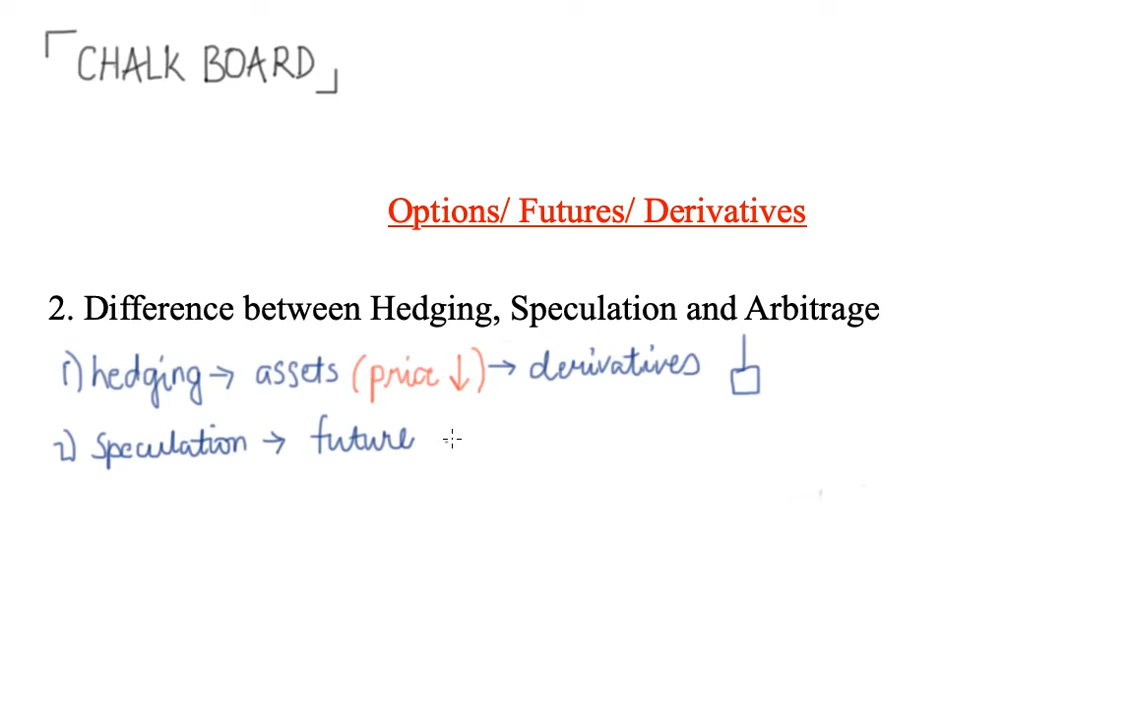 「CHALK BOARD」
Options/ Futures/ Derivatives
2. Difference between Hedging, Speculation and Arbitrage
1) hedging → assets (price ↓) → derivatives
2) Speculation → future